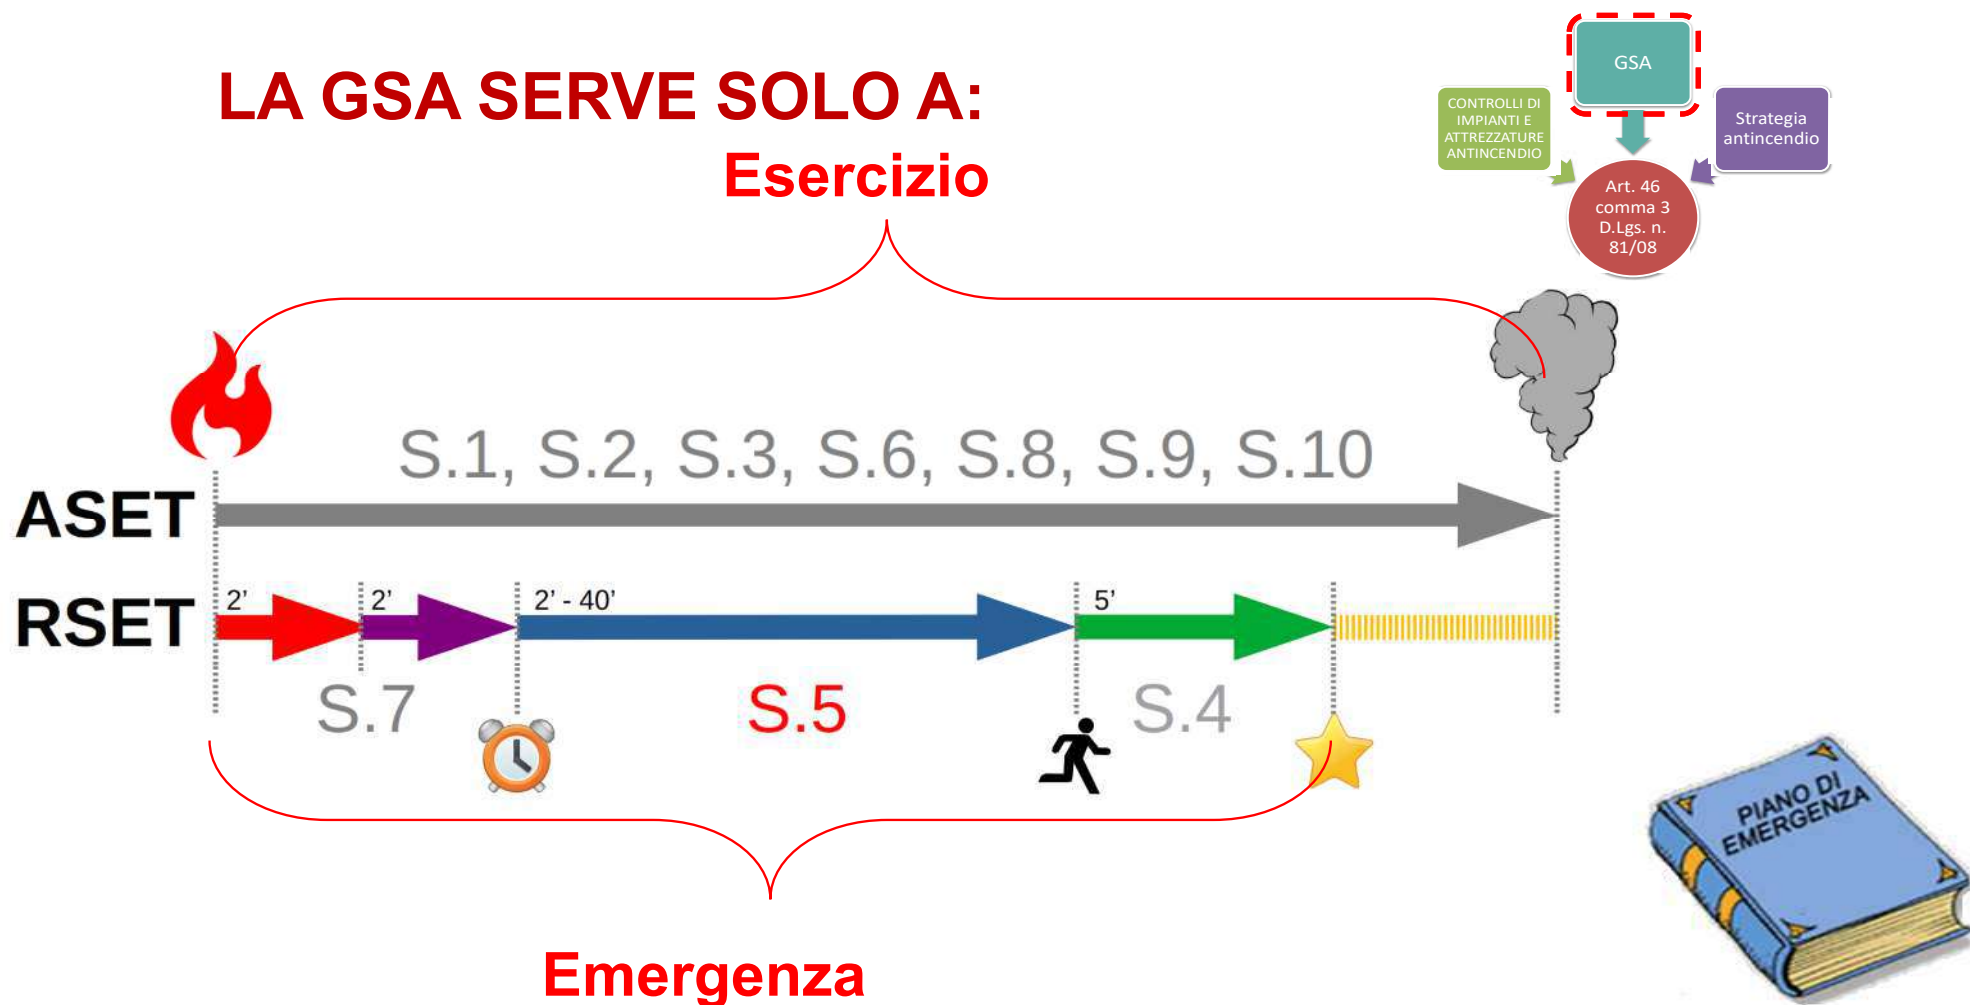 LA GSA SERVE SOLO A:
Esercizio
GSA
CONTROLLI DI
IMPIANTI E
ATTREZZATURE
ANTINCENDIO
Strategia
antincendio
Art. 46
comma 3
D.Lgs. n.
81/08
S.1, S.2, S.3, S.6, S.8, S.9, S.10
ASET
RSET
2'
2'
2' - 40'
5'
S.7
S.5
S.4
PIANO DI
EMERGENZA
Emergenza